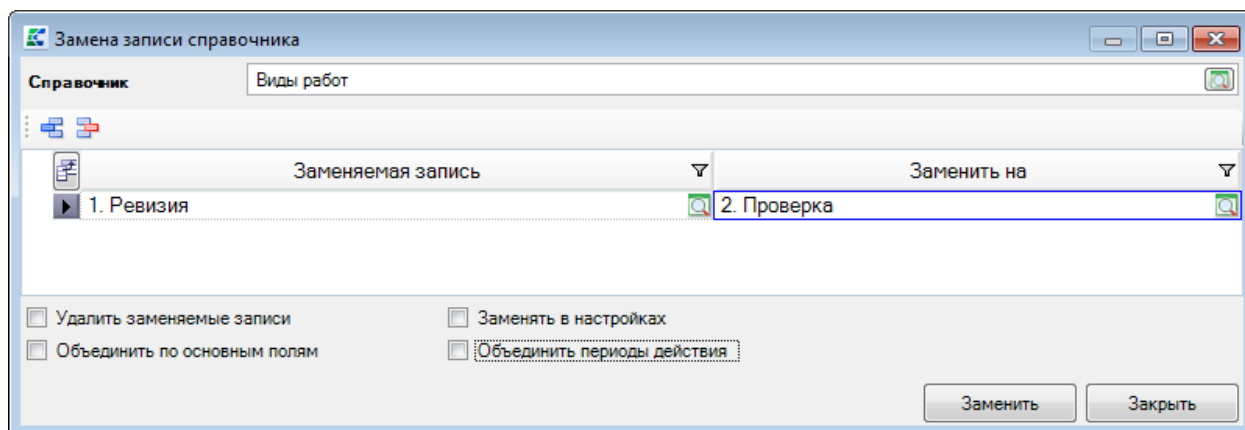 Замена записи справочника
Справочник Виды работ
Заменяемая запись Заменить на
1. Ревизия 2. Проверка
Удалить заменяемые записи Заменять в настройках
Объединить по основным полям Объединить периоды действия
Заменить Закрыть